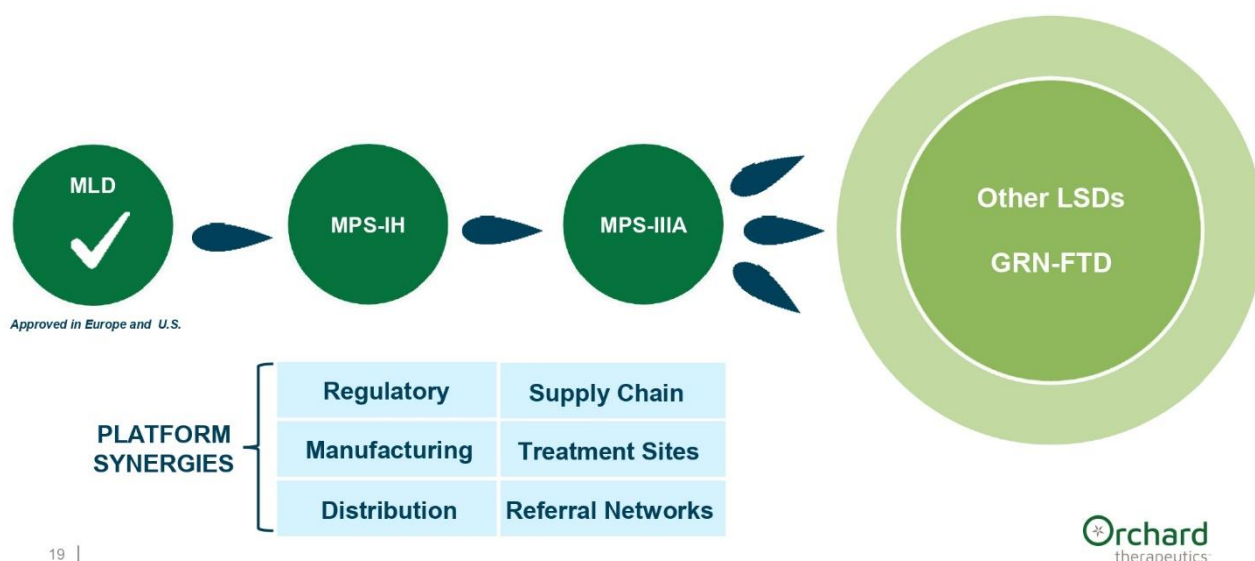 MLD
Approved in Europe and U.S.
MPS-IH
MPS-IIIA
Other LSDs
GRN-FTD
PLATFORM
SYNERGIES
Regulatory
Supply Chain
Manufacturing
Treatment Sites
Distribution
Referral Networks
19 |
Orchard
therapeutics